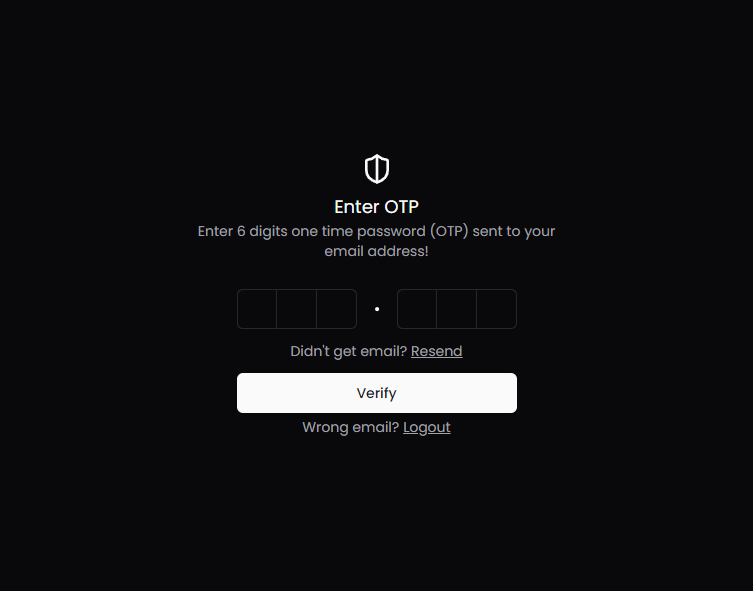 Enter OTP
Enter 6 digits one time password (OTP) sent to your
email address!
Didn't get email? Resend
Verify
Wrong email? Logout